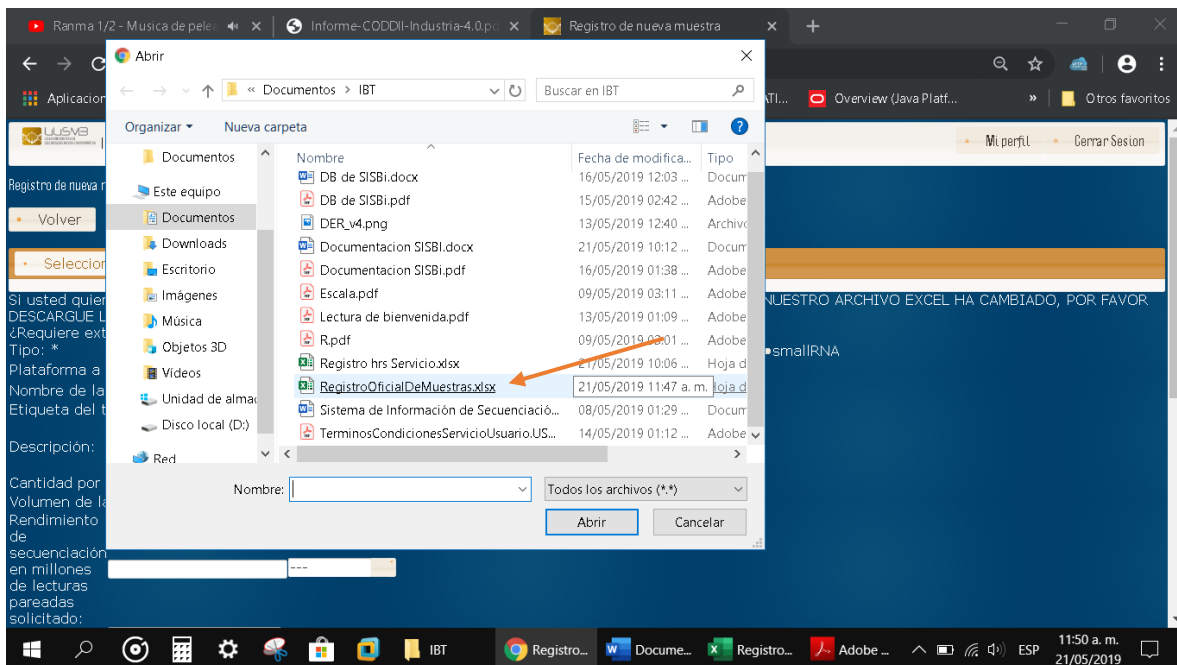 Ranma 1/2 - Musica de pelea
Informe-CODDII-Industria-4.0.pd
Registro de nueva muestra
Abrir
« Documentos > IBT
Buscar en IBT
Aplicacion
Overview (Java Platf...
»
Otros favoritos
Organizar
Nueva carpeta
UUSMB
Mi perfil
Cerrar Sesion
Registro de nueva r
Volver
Seleccion
Documentos
Este equipo
Documentos
Downloads
Escritorio
Imágenes
Música
Objetos 3D
Vídeos
Unidad de alma
Disco local (D:)
Red
Nombre Fecha de modifica... Tipo
DB de SISBi.docx 16/05/2019 12:03 ... Docum
DB de SISBi.pdf 15/05/2019 02:42 ... Adobe
DER_v4.png 13/05/2019 12:40 ... Archivo
Documentacion SISBI.docx 21/05/2019 10:12 ... Docum
Documentacion SISBi.pdf 16/05/2019 01:38 ... Adobe
Escala.pdf 09/05/2019 03:11 ... Adobe
Lectura de bienvenida.pdf 13/05/2019 01:09 ... Adobe
R.pdf 09/05/2019 03:01 ... Adobe
Registro hrs Servicio.xlsx 21/05/2019 10:06 ... Hoja d
RegistroOficialDeMuestras.xlsx 21/05/2019 11:47 a. m. Hoja d
Sistema de Información de Secuenciació... 08/05/2019 01:29 ... Docum
TerminosCondicionesServicioUsuario.US... 14/05/2019 01:12 ... Adobe
Nombre:
Todos los archivos (*.*)
Abrir
Cancelar
Si usted quier
NUESTRO ARCHIVO EXCEL HA CAMBIADO, POR FAVOR
DESCARGUE L
¿Requiere ext
Tipo: *
smallRNA
Plataforma a
Nombre de la
Etiqueta del t
Descripción:
Cantidad por
Volumen de la
Rendimiento
de
secuenciación
en millones
de lecturas
pareadas
solicitado:
---
IBT
Registro...
Docume...
Registro...
Adobe ...
ESP
11:50 a. m.
21/05/2019